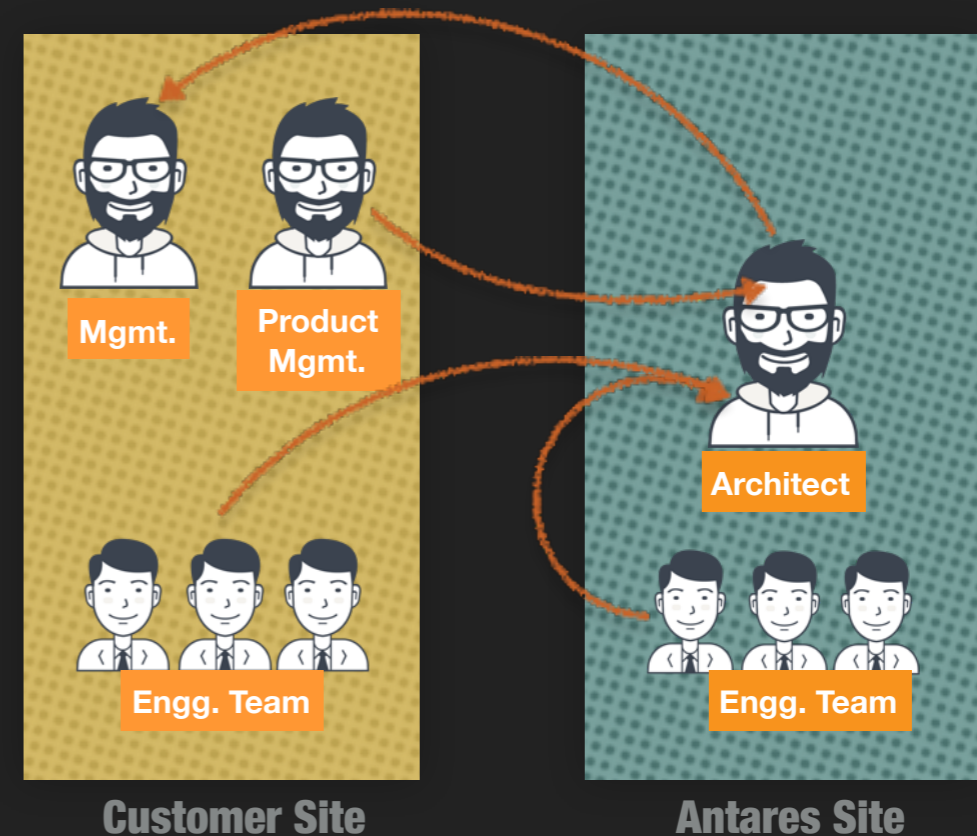 Mgmt.
Product
Mgmt.
Architect
Engg. Team
Engg. Team
Customer Site
Antares Site